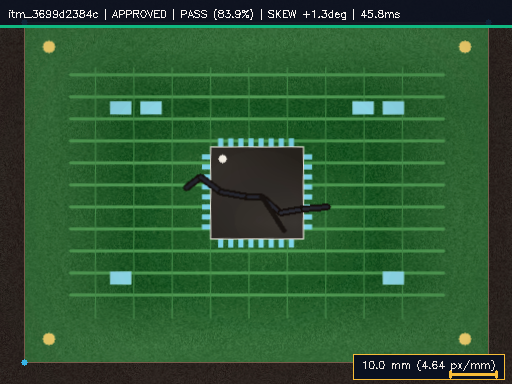 itm_3699d2384c | APPROVED | PASS (83.9%) | SKEW +1.3deg | 45.8ms
10.0 mm (4.64 px/mm)